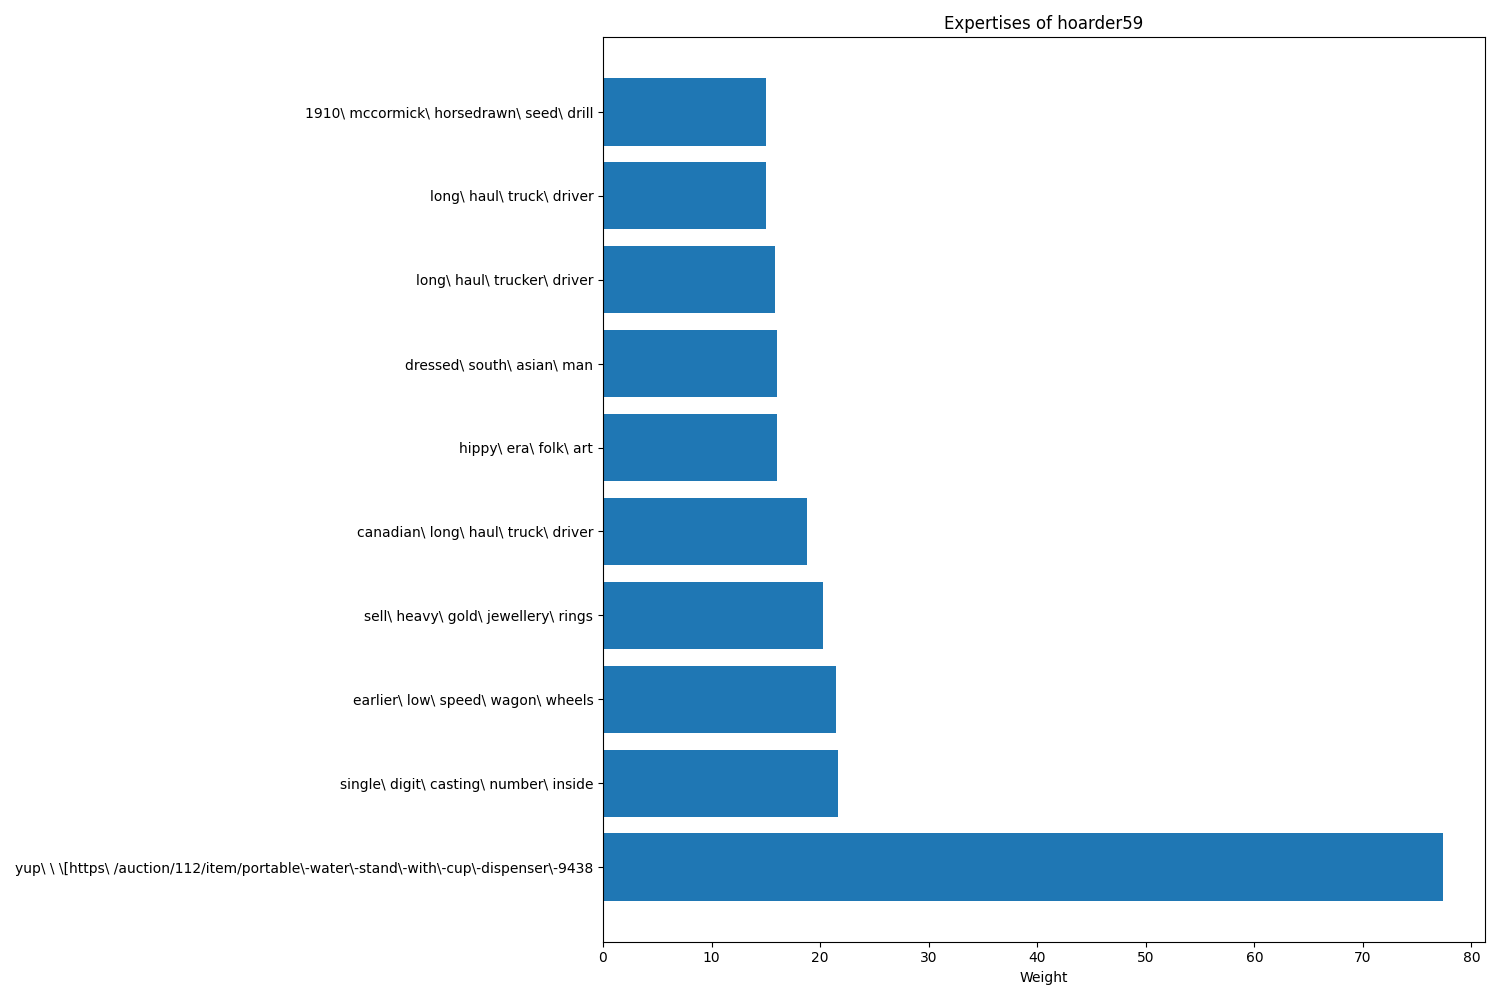 Expertises of hoarder59
1910\ mccormick\ horsedrawn\ seed\ drill
long\ haul\ truck\ driver
long\ haul\ trucker\ driver
dressed\ south\ asian\ man
hippy\ era\ folk\ art
canadian\ long\ haul\ truck\ driver
sell\ heavy\ gold\ jewellery\ rings
earlier\ low\ speed\ wagon\ wheels
single\ digit\ casting\ number\ inside
yup\ \ \[https\ /auction/112/item/portable\-water\-stand\-with\-cup\-dispenser\-9438
0 10 20 30 40 50 60 70 80
Weight